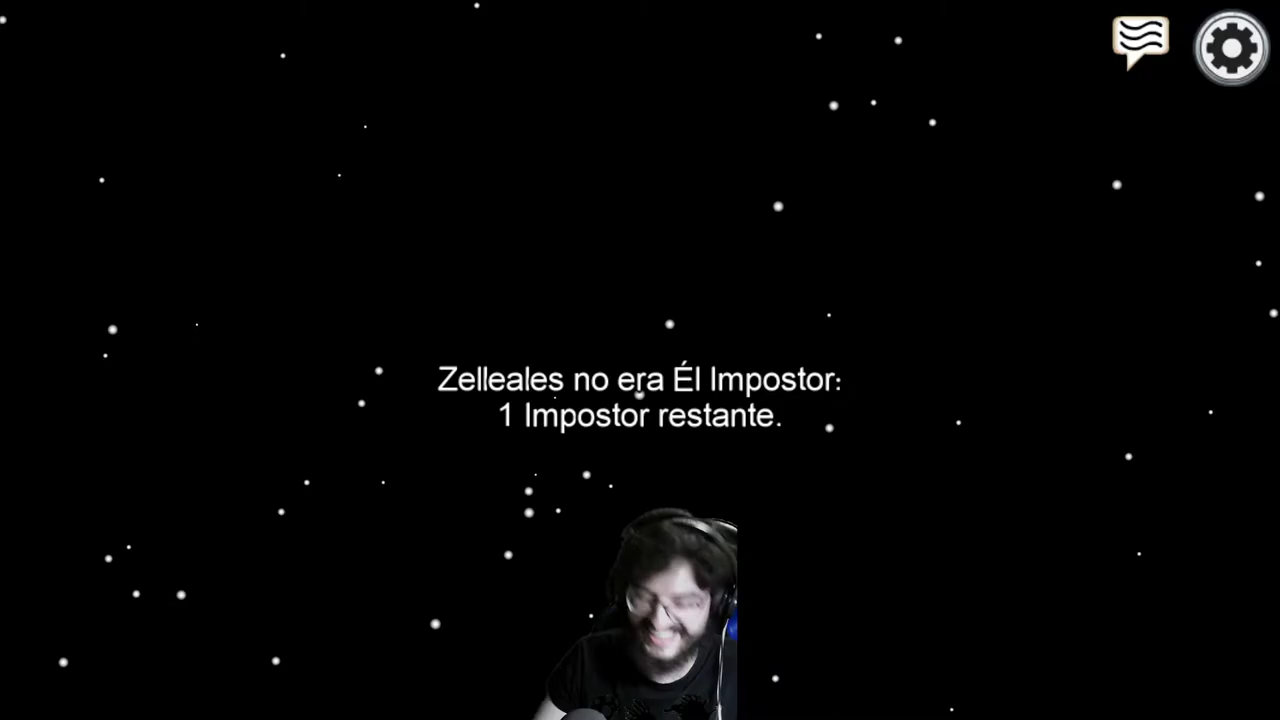 Zelleales no era Él Impostor:
1 Impostor restante.